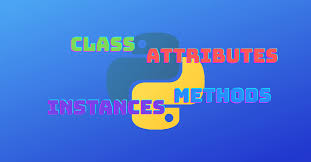 CLASS
ATTRIBUTES
METHODS
INSTANCES